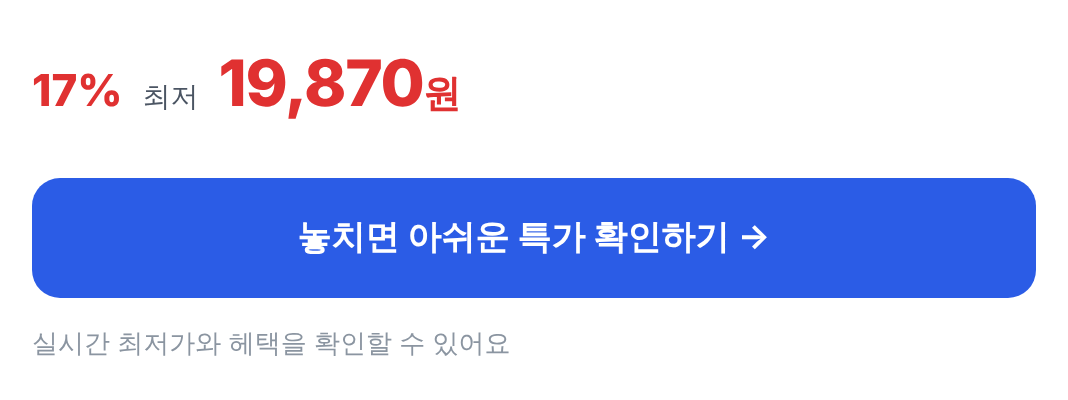 17% 최저 19,870원
놓치면 아쉬운 특가 확인하기 →
실시간 최저가와 헤택을 확인할 수 있어요